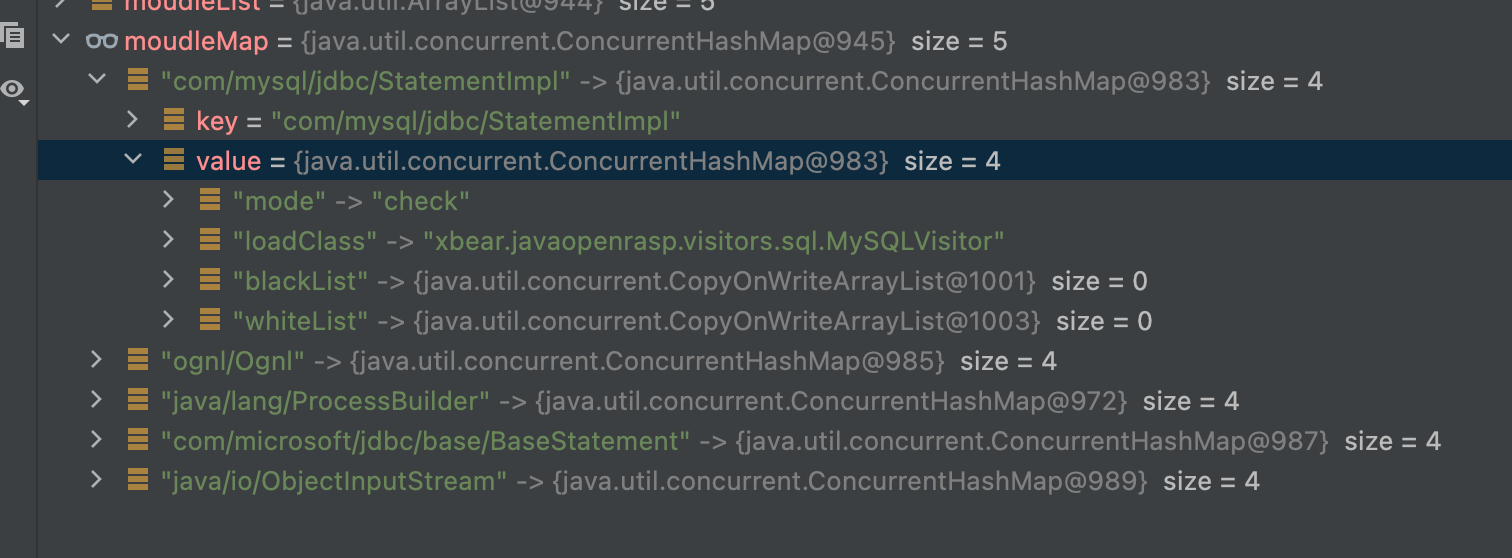 moudleList = {java.util.ArrayList@944} size = 5
moudleMap = {java.util.concurrent.ConcurrentHashMap@945} size = 5
"com/mysql/jdbc/StatementImpl" -> {java.util.concurrent.ConcurrentHashMap@983} size = 4
key = "com/mysql/jdbc/StatementImpl"
value = {java.util.concurrent.ConcurrentHashMap@983} size = 4
"mode" -> "check"
"loadClass" -> "xbear.javaopenrasp.visitors.sql.MySQLVisitor"
"blackList" -> {java.util.concurrent.CopyOnWriteArrayList@1001} size = 0
"whiteList" -> {java.util.concurrent.CopyOnWriteArrayList@1003} size = 0
"ognl/Ognl" -> {java.util.concurrent.ConcurrentHashMap@985} size = 4
"java/lang/ProcessBuilder" -> {java.util.concurrent.ConcurrentHashMap@972} size = 4
"com/microsoft/jdbc/base/BaseStatement" -> {java.util.concurrent.ConcurrentHashMap@987} size = 4
"java/io/ObjectInputStream" -> {java.util.concurrent.ConcurrentHashMap@989} size = 4